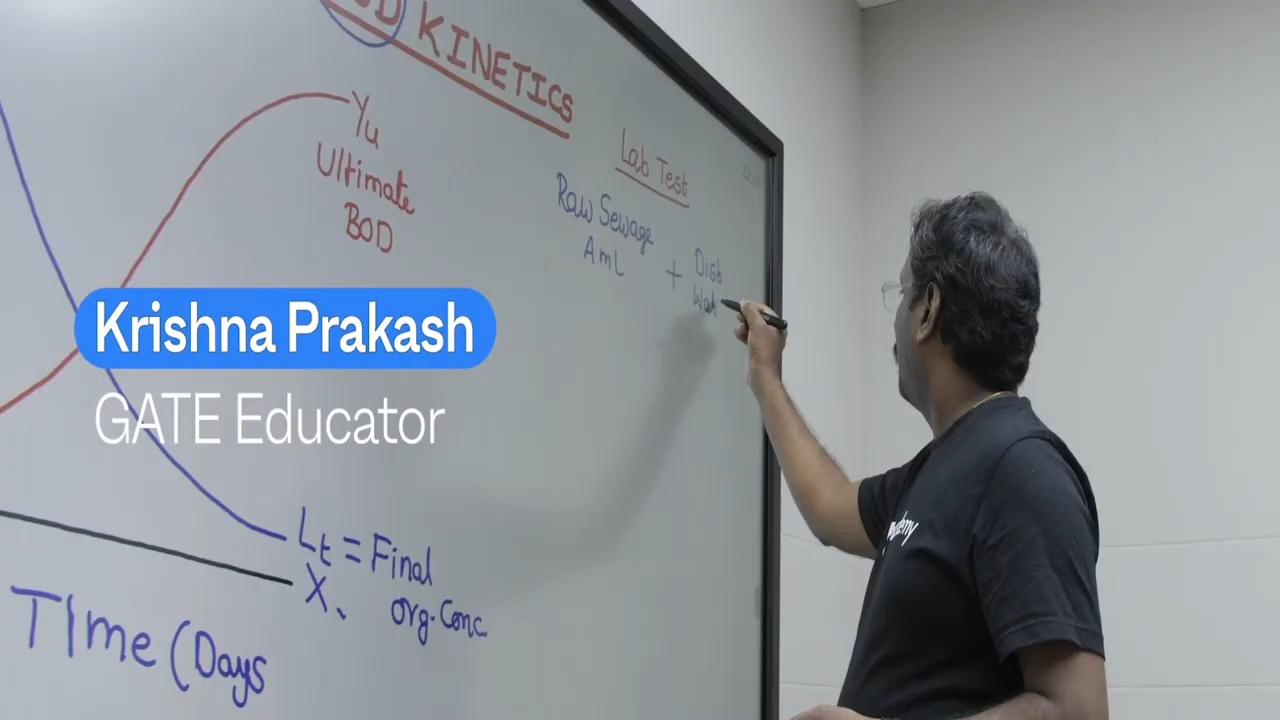 KINETICS
Yu
Ultimate
BOD
Lab Test
Raw Sewage
AmL
+
Dist
Wat
Krishna Prakash
GATE Educator
Lt = Final
org. Conc
X
Time (Days